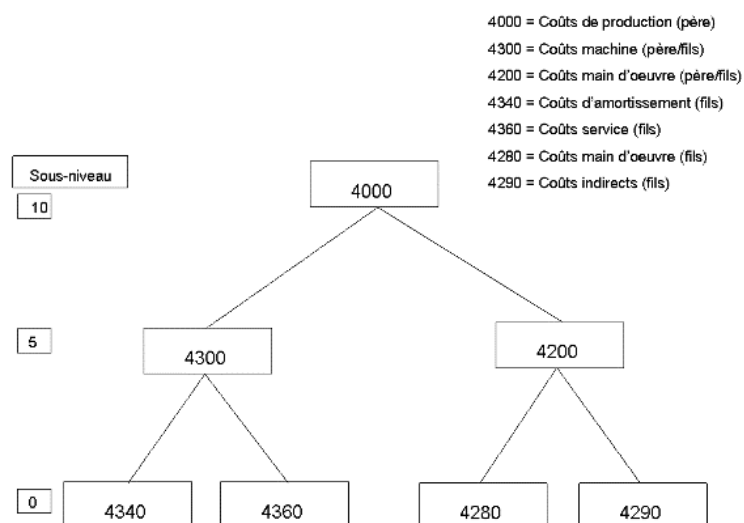 4000 = Coûts de production (père)
4300 = Coûts machine (père/fils)
4200 = Coûts main d'oeuvre (père/fils)
4340 = Coûts d'amortissement (fils)
4360 = Coûts service (fils)
4280 = Coûts main d'oeuvre (fils)
4290 = Coûts indirects (fils)
Sous-niveau
10
4000
5
4300
4200
0
4340
4360
4280
4290